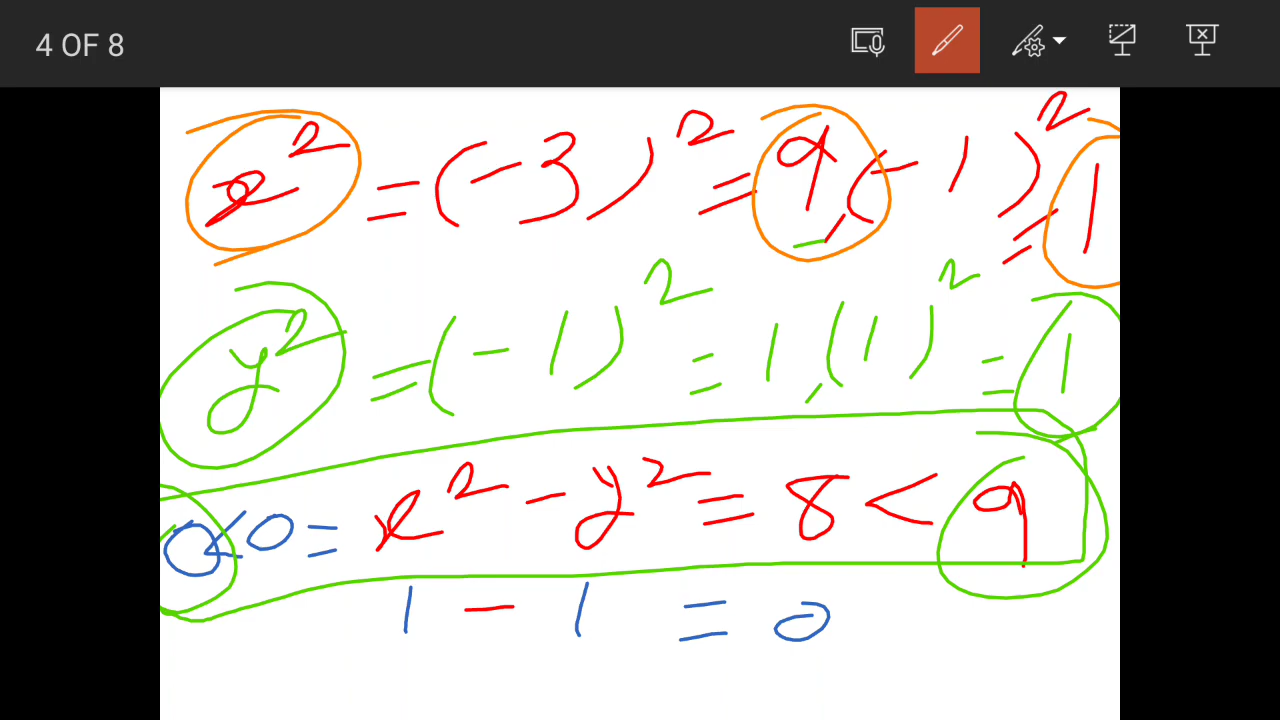 4 OF 8
x² = (-3)² = 9, (-1)² = 1
y² = (-1)² = 1, (1)² = 1
0<0 = x² - y² = 8 < 9
1 - 1 = 0